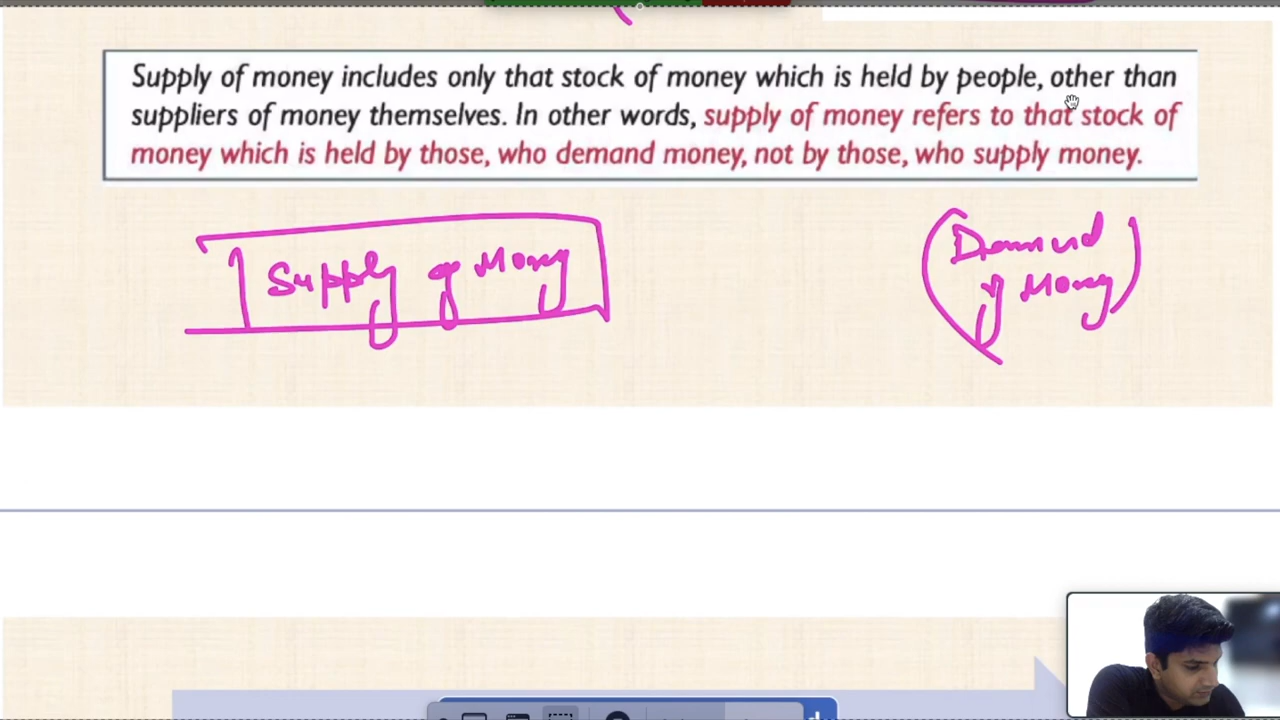 Supply of money includes only that stock of money which is held by people, other than
suppliers of money themselves. In other words, supply of money refers to that stock of
money which is held by those, who demand money, not by those, who supply money.
Supply of Money
Demand
of Money